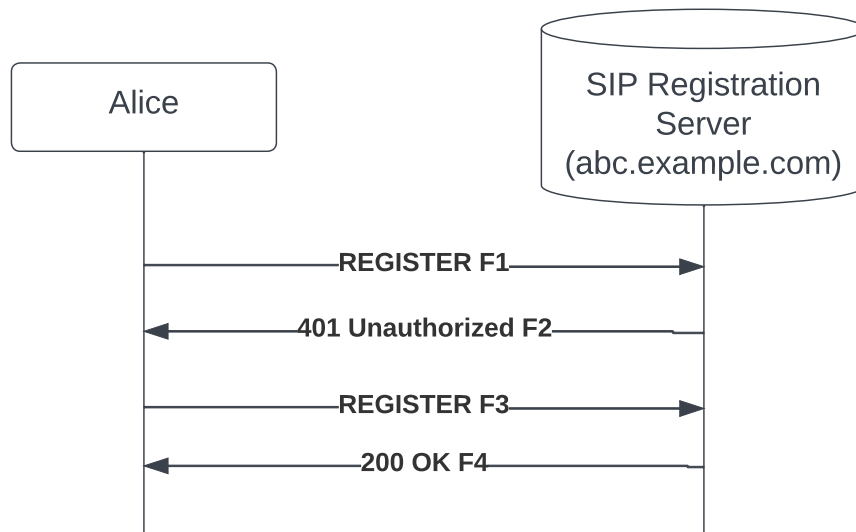 Alice
SIP Registration
Server
(abc.example.com)
REGISTER F1
401 Unauthorized F2
REGISTER F3
200 OK F4